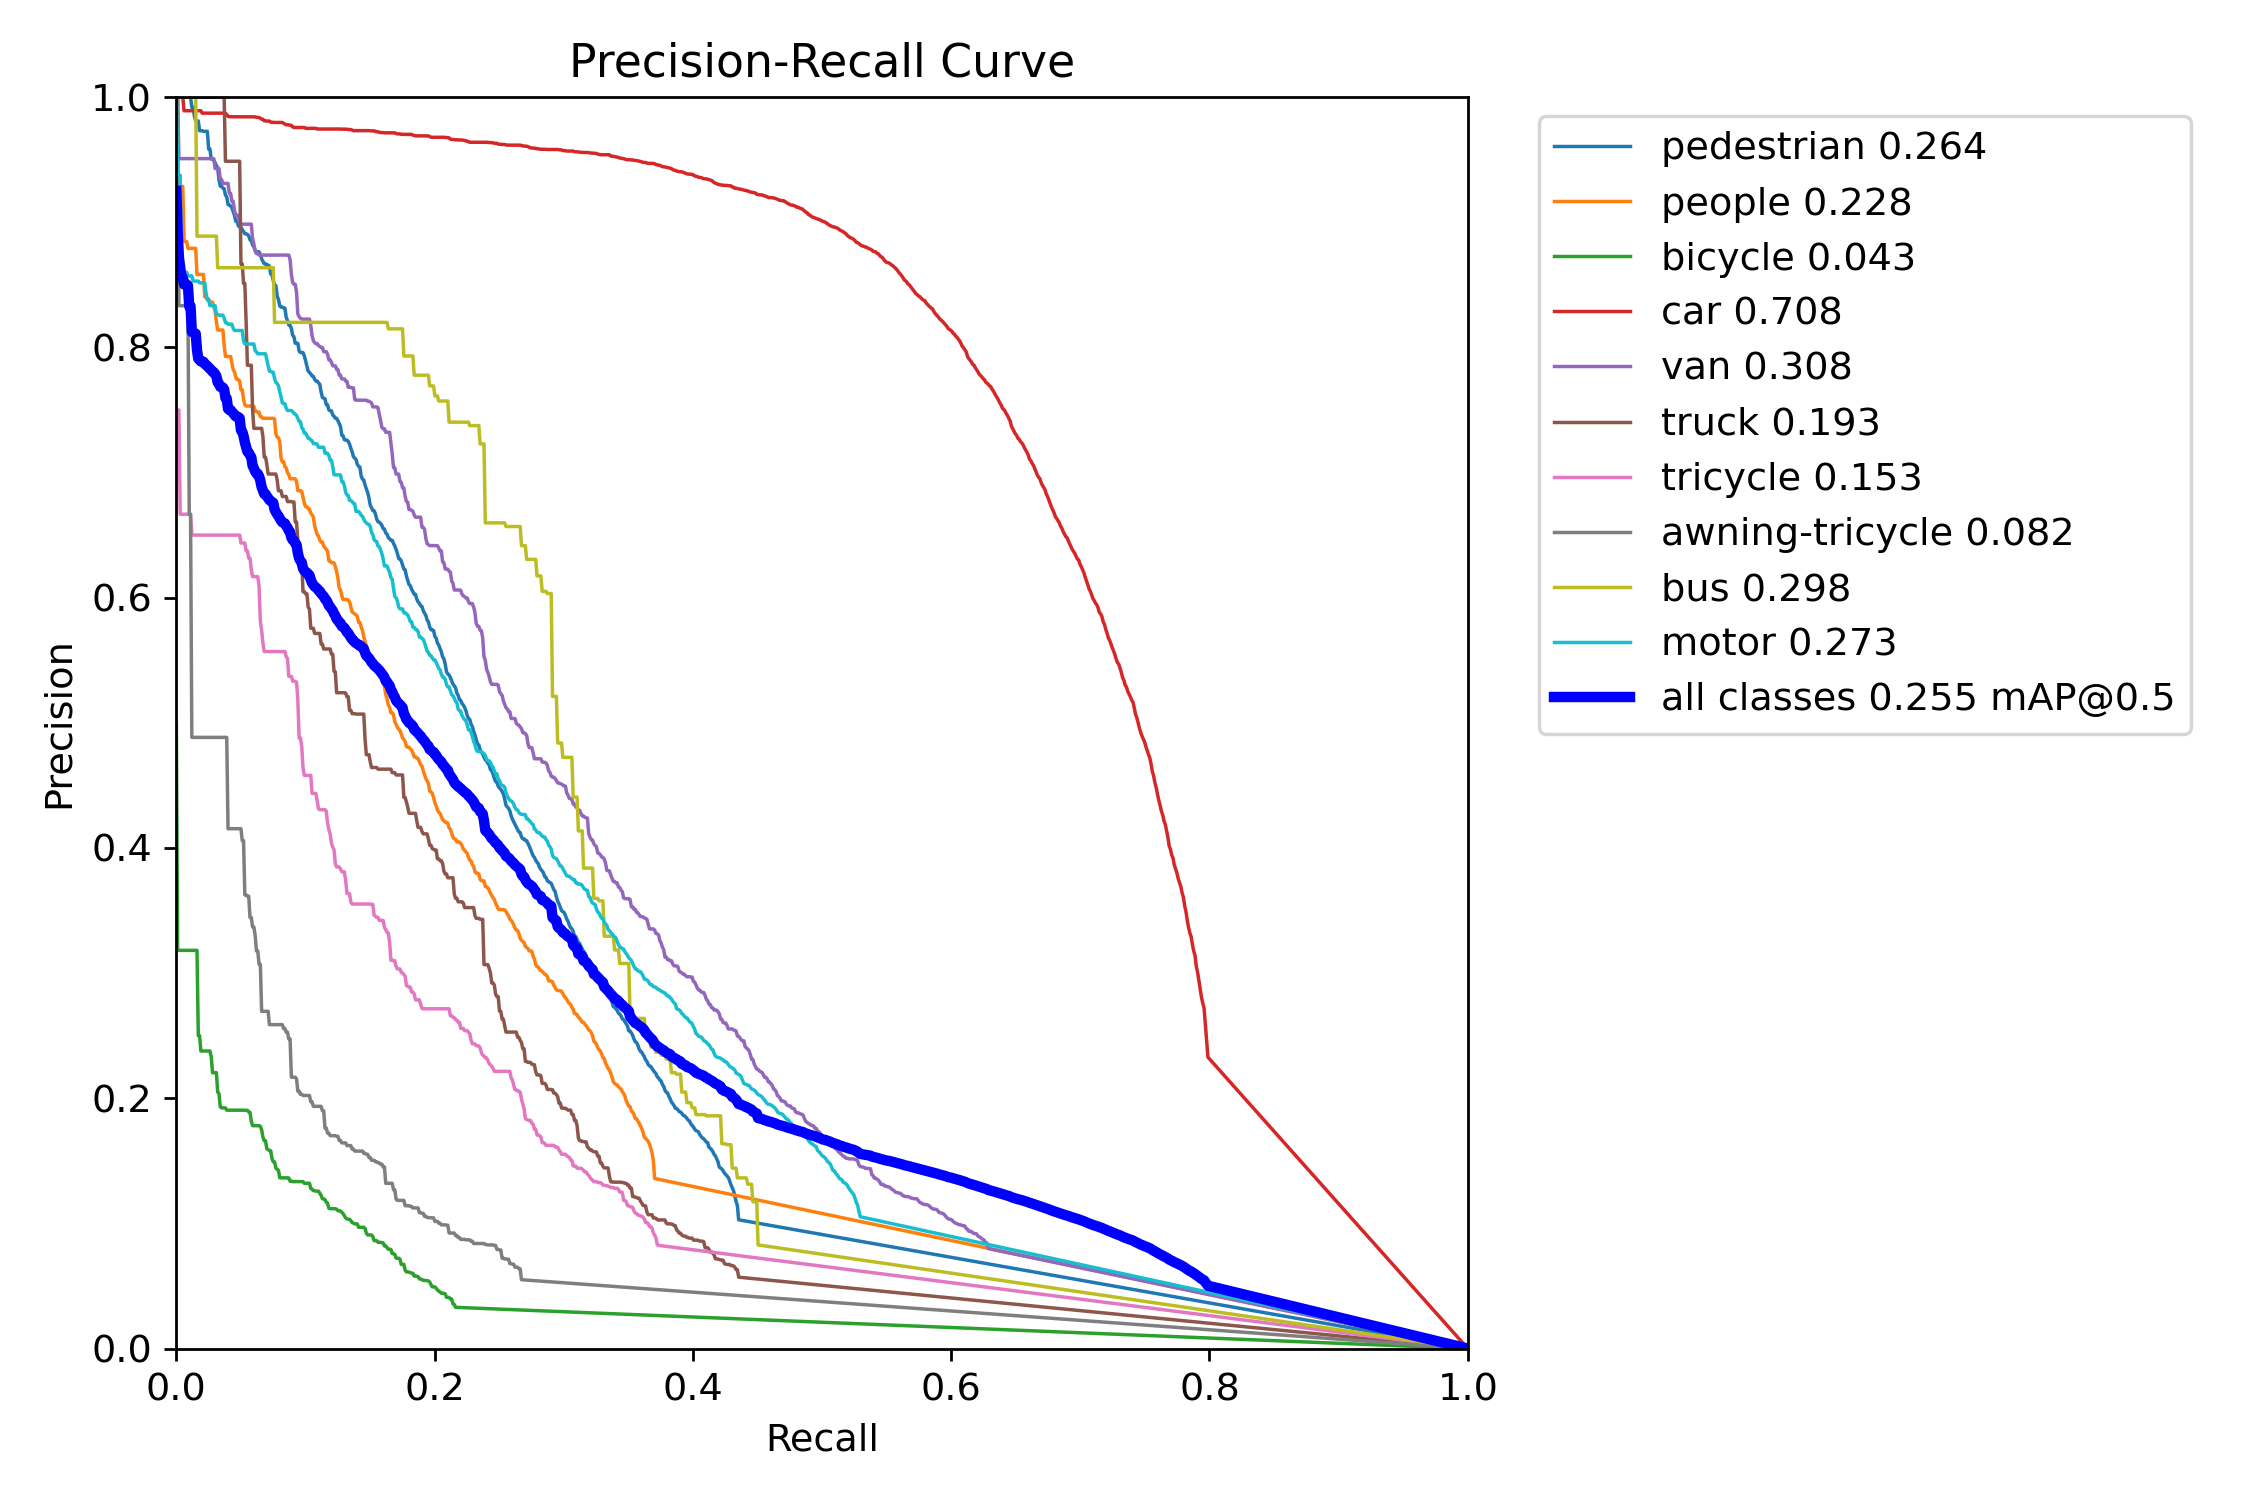 Precision-Recall Curve
1.0
0.8
0.6
0.4
0.2
0.0
Precision
0.0 0.2 0.4 0.6 0.8 1.0
Recall
pedestrian 0.264
people 0.228
bicycle 0.043
car 0.708
van 0.308
truck 0.193
tricycle 0.153
awning-tricycle 0.082
bus 0.298
motor 0.273
all classes 0.255 mAP@0.5